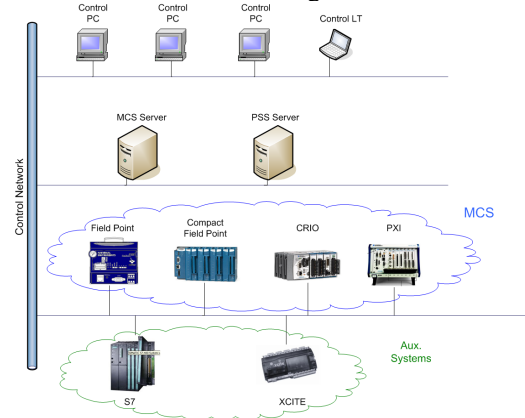 Control
PC
Control
PC
Control
PC
Control LT
MCS Server
PSS Server
Control Network
MCS
Field Point
Compact
Field Point
CRIO
PXI
Aux.
Systems
S7
XCITE